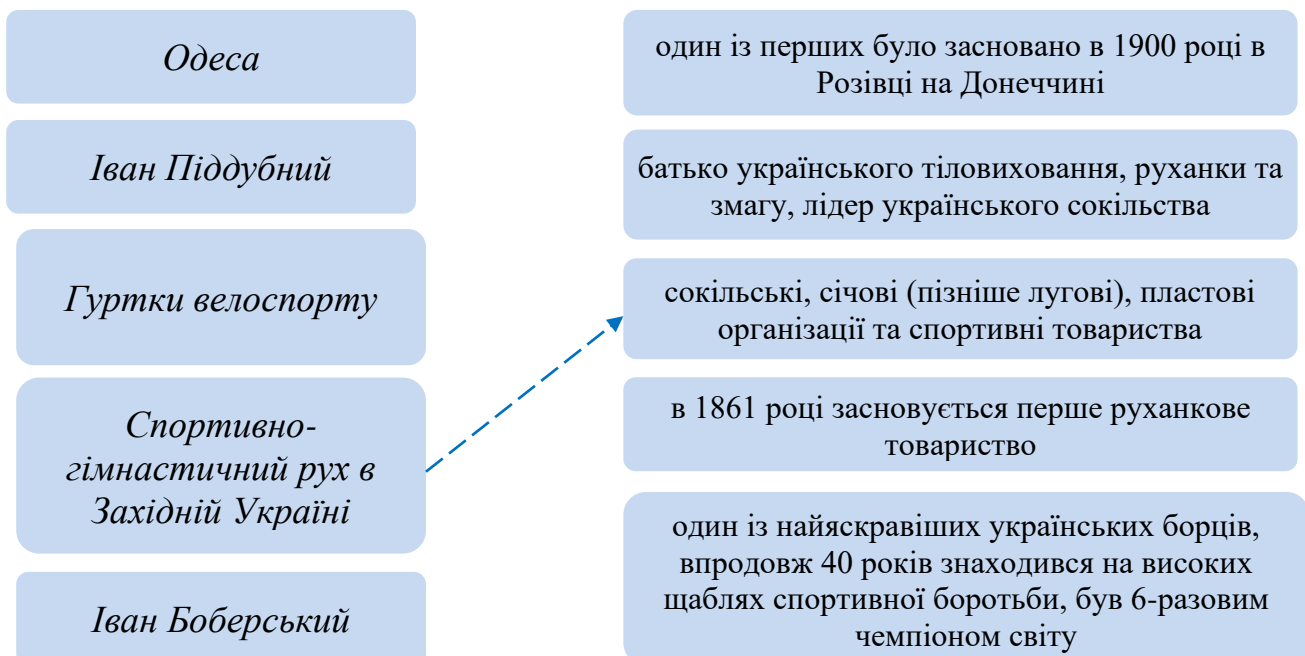 Одеса
один із перших було засновано в 1900 році в
Розівці на Донеччині
Іван Піддубний
батько українського тіловиховання, руханки та
змагу, лідер українського сокільства
Гуртки велоспорту
сокільські, січові (пізніше лугові), пластові
організації та спортивні товариства
Спортивно-
гімнастичний рух в
Західній Україні
в 1861 році засновується перше руханкове
товариство
Іван Боберський
один із найяскравіших українських борців,
впродовж 40 років знаходився на високих
щаблях спортивної боротьби, був 6-разовим
чемпіоном світу